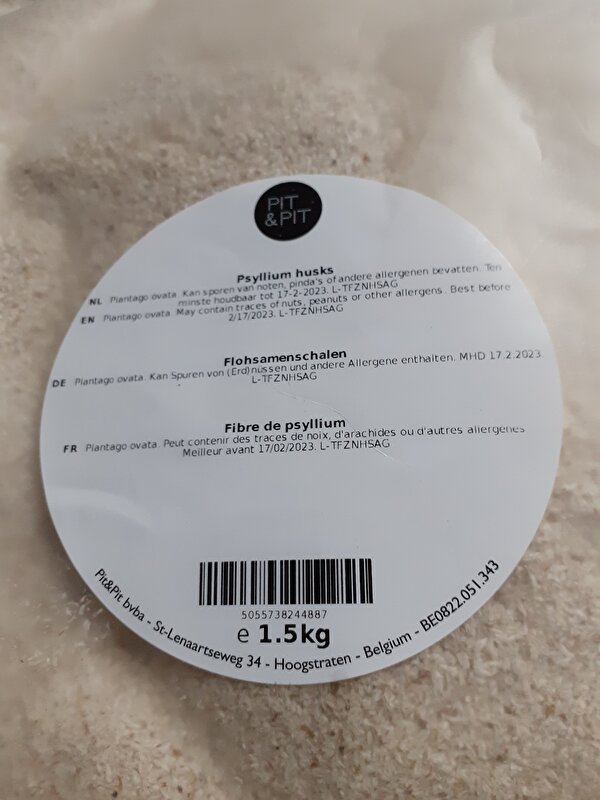 PIT
& PIT
Psyllium husks
NL Plantago ovata. Kan sporen van noten, pinda's of andere allergenen bevatten. Ten
minste houdbaar tot 17-2-2023. L-TFZNHSAG
EN Plantago ovata. May contain traces of nuts, peanuts or other allergens. Best before
2/17/2023. L-TFZNHSAG
Flohsamenschalen
DE Plantago ovata. Kan Spuren von (Erd)nüssen und andere Allergene enthalten. MHD 17.2.2023.
L-TFZNHSAG
Fibre de psyllium
FR Plantago ovata. Peut contenir des traces de noix, d'arachides ou d'autres allergènes
Meilleur avant 17/02/2023. L-TFZNHSAG
5055738244887
e 1.5kg
Pit&Pit bvba - St-Lenaartseweg 34 - Hoogstraten - Belgium - BE0822.051.343